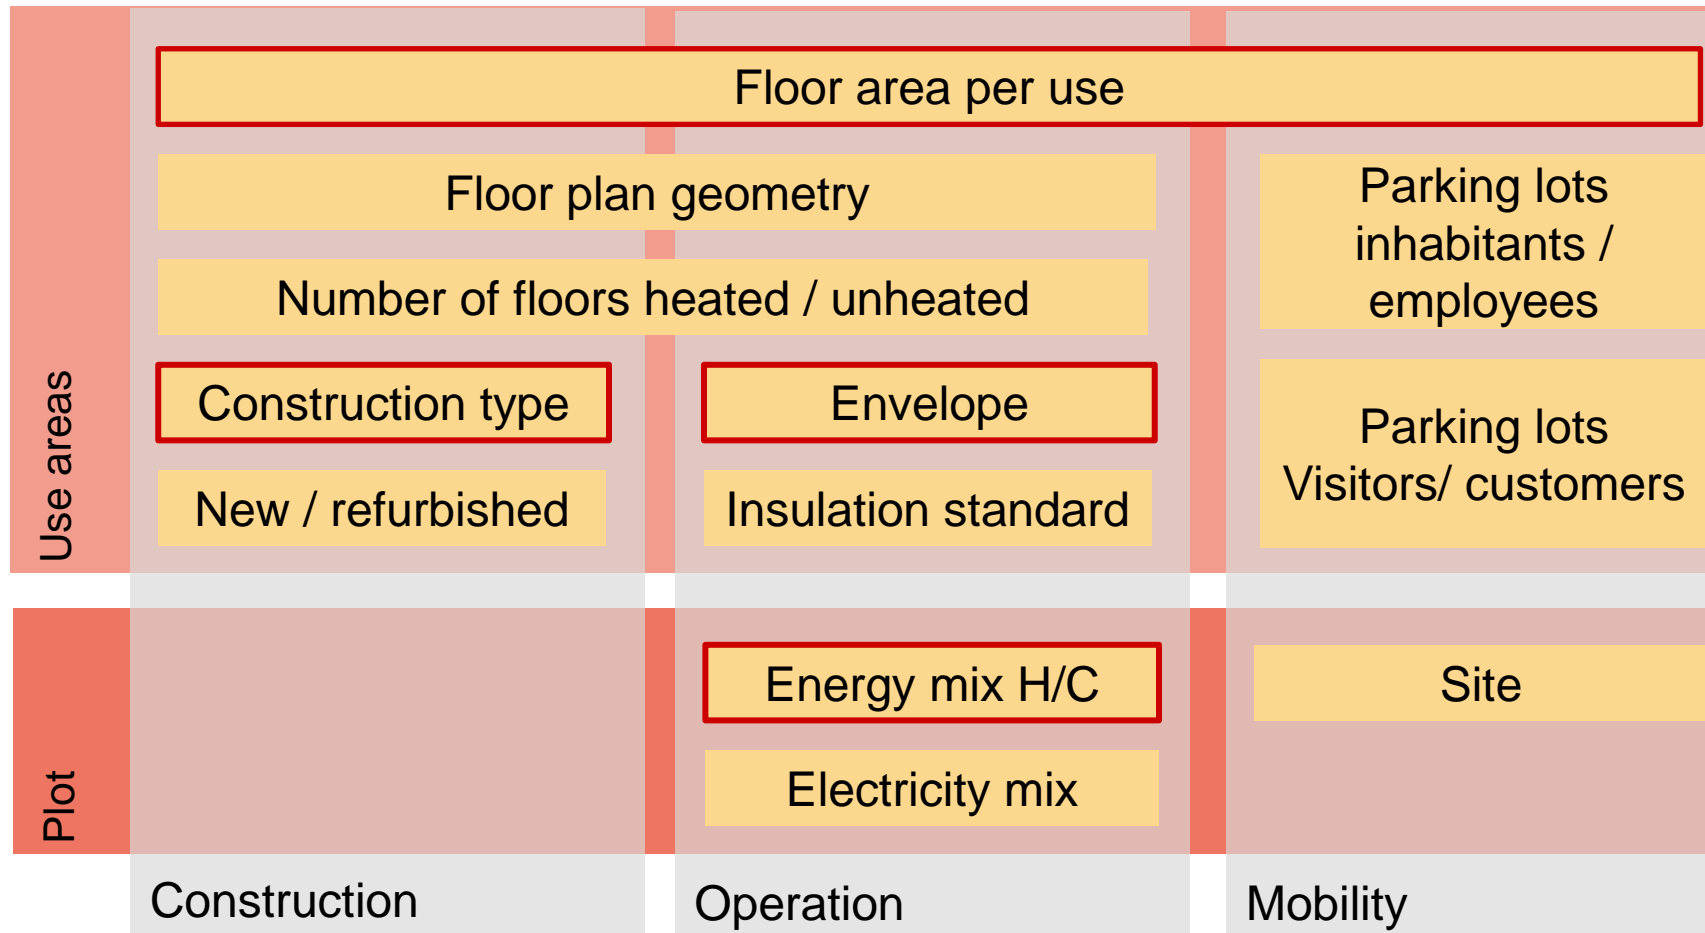 Floor area per use
Floor plan geometry
Parking lots
inhabitants /
employees
Number of floors heated / unheated
Construction type
Envelope
Parking lots
Visitors/ customers
New / refurbished
Insulation standard
Use areas
Energy mix H/C
Site
Electricity mix
Plot
Construction
Operation
Mobility